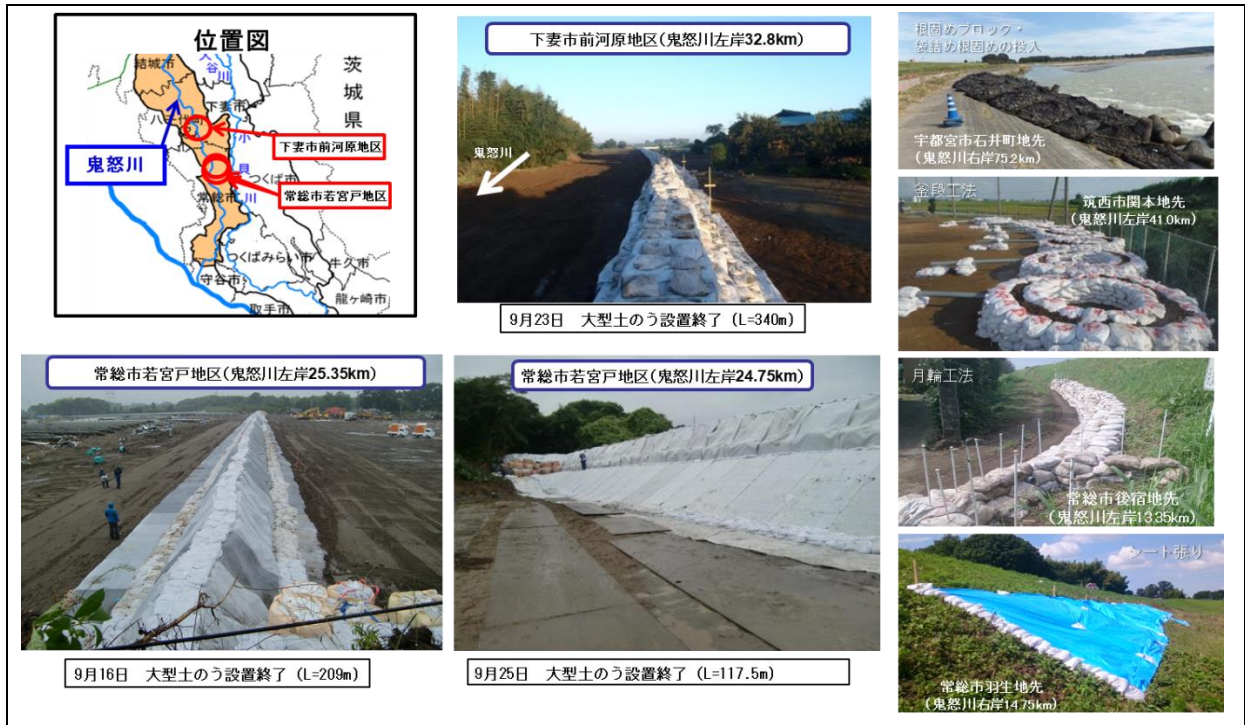 位置図
茨城県
結城市
下妻市
八千代町
小貝川
鬼怒川
下妻市前河原地区
つくば市
常総市
常総市若宮戸地区
つくばみらい市
牛久市
守谷市
取手市
龍ヶ崎市
下妻市前河原地区(鬼怒川左岸32.8km)
鬼怒川
9月23日 大型土のう設置終了 (L=340m)
常総市若宮戸地区(鬼怒川左岸25.35km)
9月16日 大型土のう設置終了 (L=209m)
常総市若宮戸地区(鬼怒川左岸24.75km)
9月25日 大型土のう設置終了 (L=117.5m)
根固めブロック・
袋詰め根固めの投入
宇都宮市石井町地先
(鬼怒川右岸75.2km)
釜段工法
筑西市関本地先
(鬼怒川左岸41.0km)
月輪工法
常総市後宿地先
(鬼怒川左岸13.35km)
シート張り
常総市羽生地先
(鬼怒川右岸14.75km)